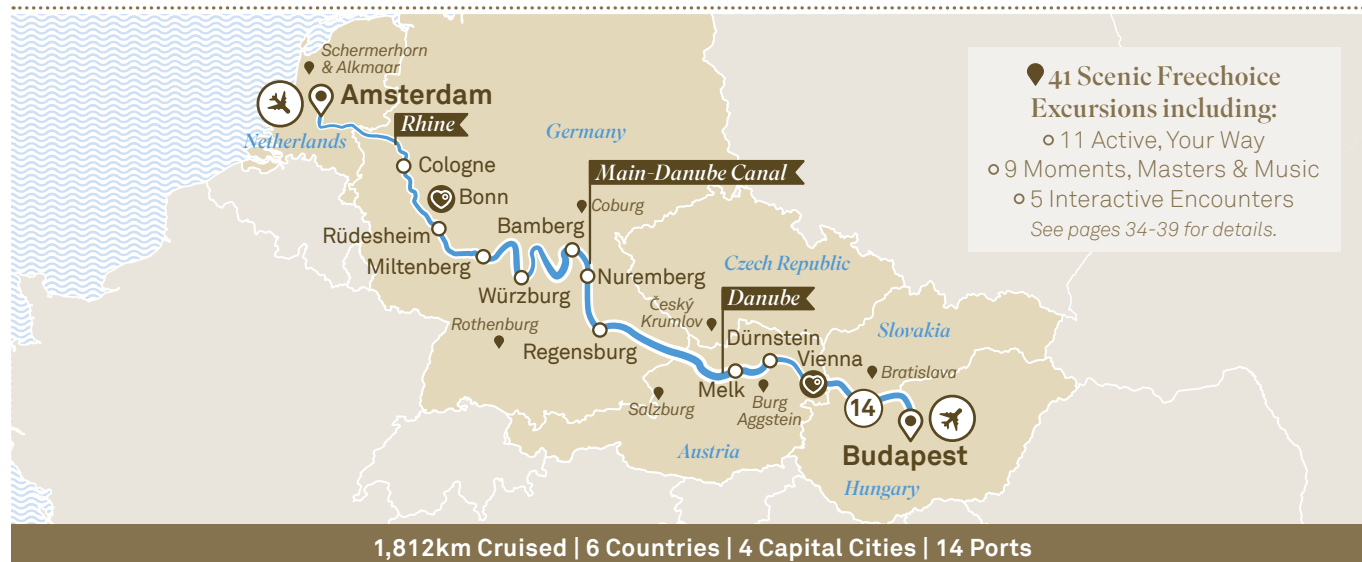 Schermerhorn
& Alkmaar
Amsterdam
Netherlands
Rhine
Germany
Cologne
Bonn
Rüdesheim
Miltenberg
Würzburg
Bamberg
Coburg
Main-Danube Canal
Nuremberg
Rothenburg
Regensburg
Czech Republic
Český
Krumlov
Danube
Dürnstein
Vienna
Melk
Burg
Aggstein
Salzburg
Austria
Slovakia
Bratislava
14
Budapest
Hungary
41 Scenic Freechoice
Excursions including:
11 Active, Your Way
9 Moments, Masters & Music
5 Interactive Encounters
See pages 34-39 for details.
1,812km Cruised | 6 Countries | 4 Capital Cities | 14 Ports